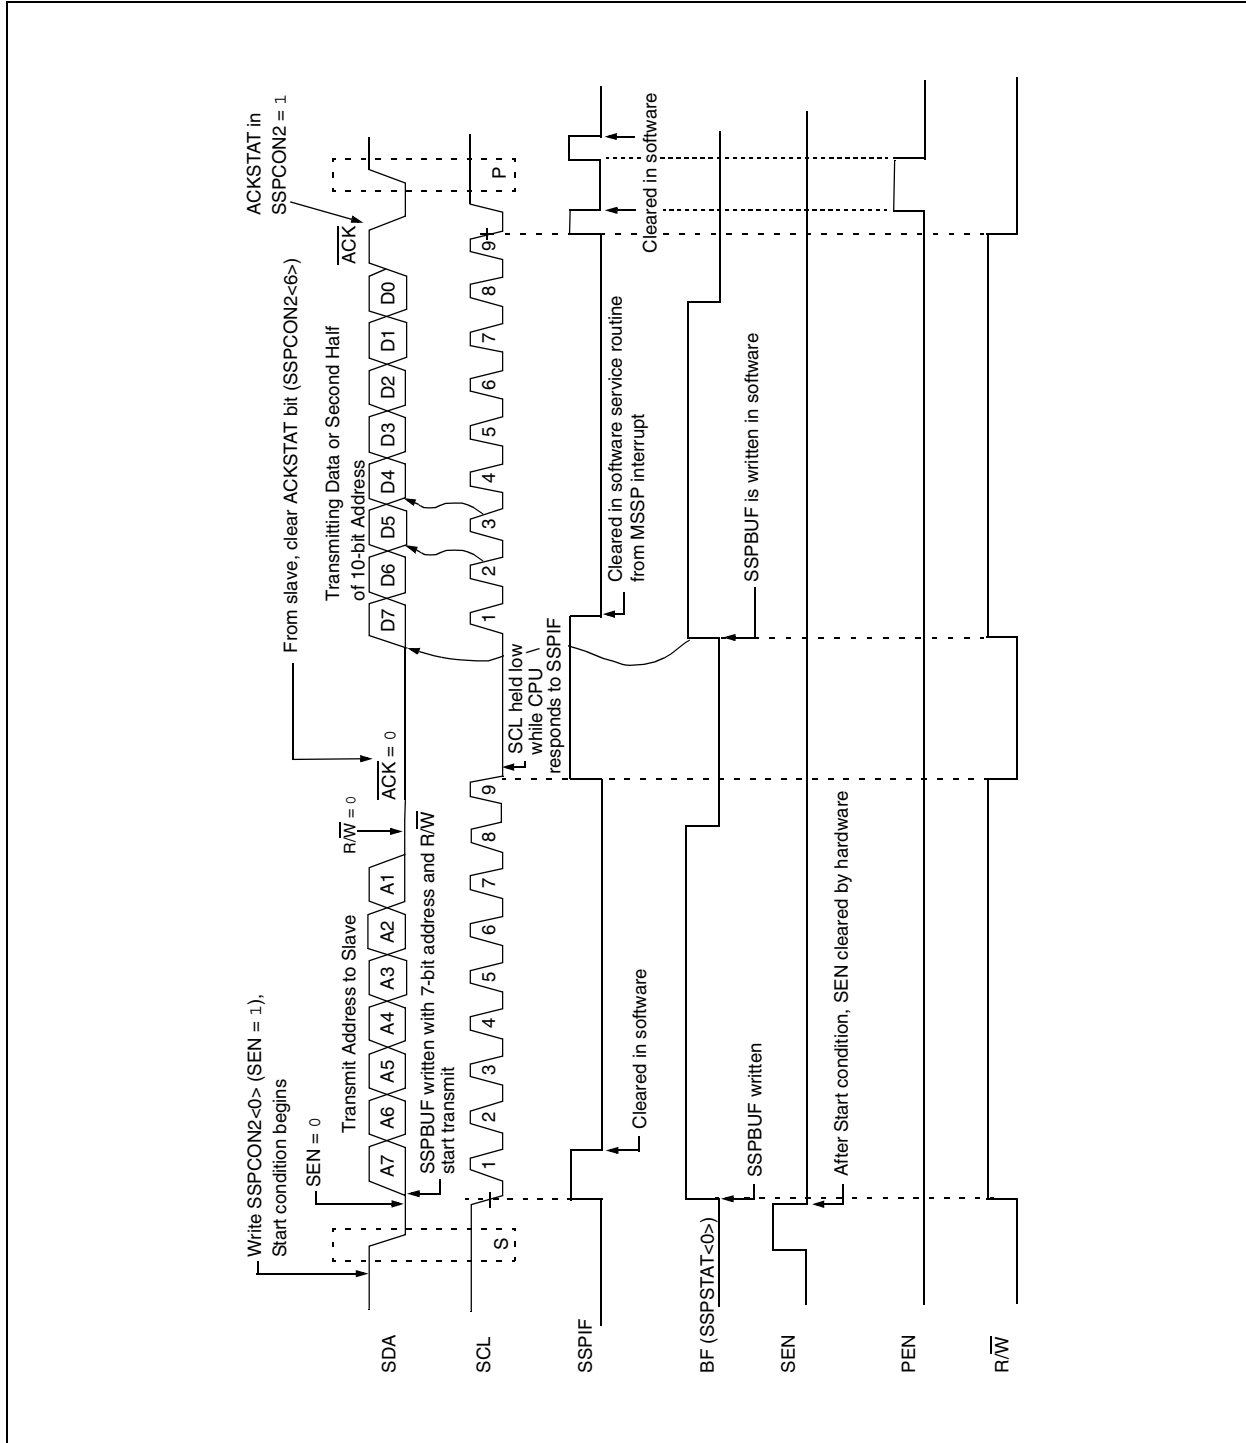 Write SSPCON2<0> (SEN = 1),
Start condition begins
From slave, clear ACKSTAT bit (SSPCON2<6>)
ACKSTAT in
SSPCON2 = 1
SEN = 0
Transmit Address to Slave
R/W = 0
ACK = 0
Transmitting Data or Second Half
of 10-bit Address
ACK
SDA
A7 A6 A5 A4 A3 A2 A1
D7 D6 D5 D4 D3 D2 D1 D0
SSPBUF written with 7-bit address and R/W
start transmit
SCL
S
1 2 3 4 5 6 7 8 9
1 2 3 4 5 6 7 8 9
P
SCL held low
while CPU
responds to SSPIF
SSPIF
Cleared in software
Cleared in software service routine
from MSSP interrupt
Cleared in software
Cleared in software
BF (SSPSTAT<0>)
SSPBUF written
SSPBUF is written in software
SEN
After Start condition, SEN cleared by hardware
PEN
R/W